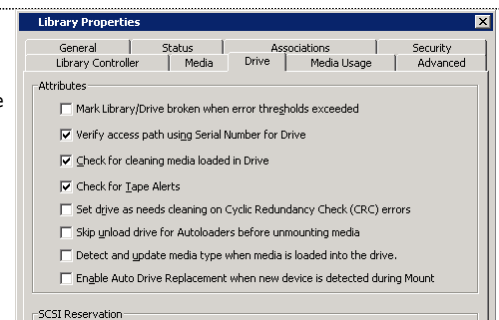 Library Properties
General Status Associations Security
Library Controller Media Drive Media Usage Advanced
Attributes
e
Mark Library/Drive broken when error thresholds exceeded
Verify access path using Serial Number for Drive
Check for cleaning media loaded in Drive
Check for Tape Alerts
Set drive as needs cleaning on Cyclic Redundancy Check (CRC) errors
Skip unload drive for Autoloaders before unmounting media
Detect and update media type when media is loaded into the drive.
Enable Auto Drive Replacement when new device is detected during Mount
SCSI Reservation